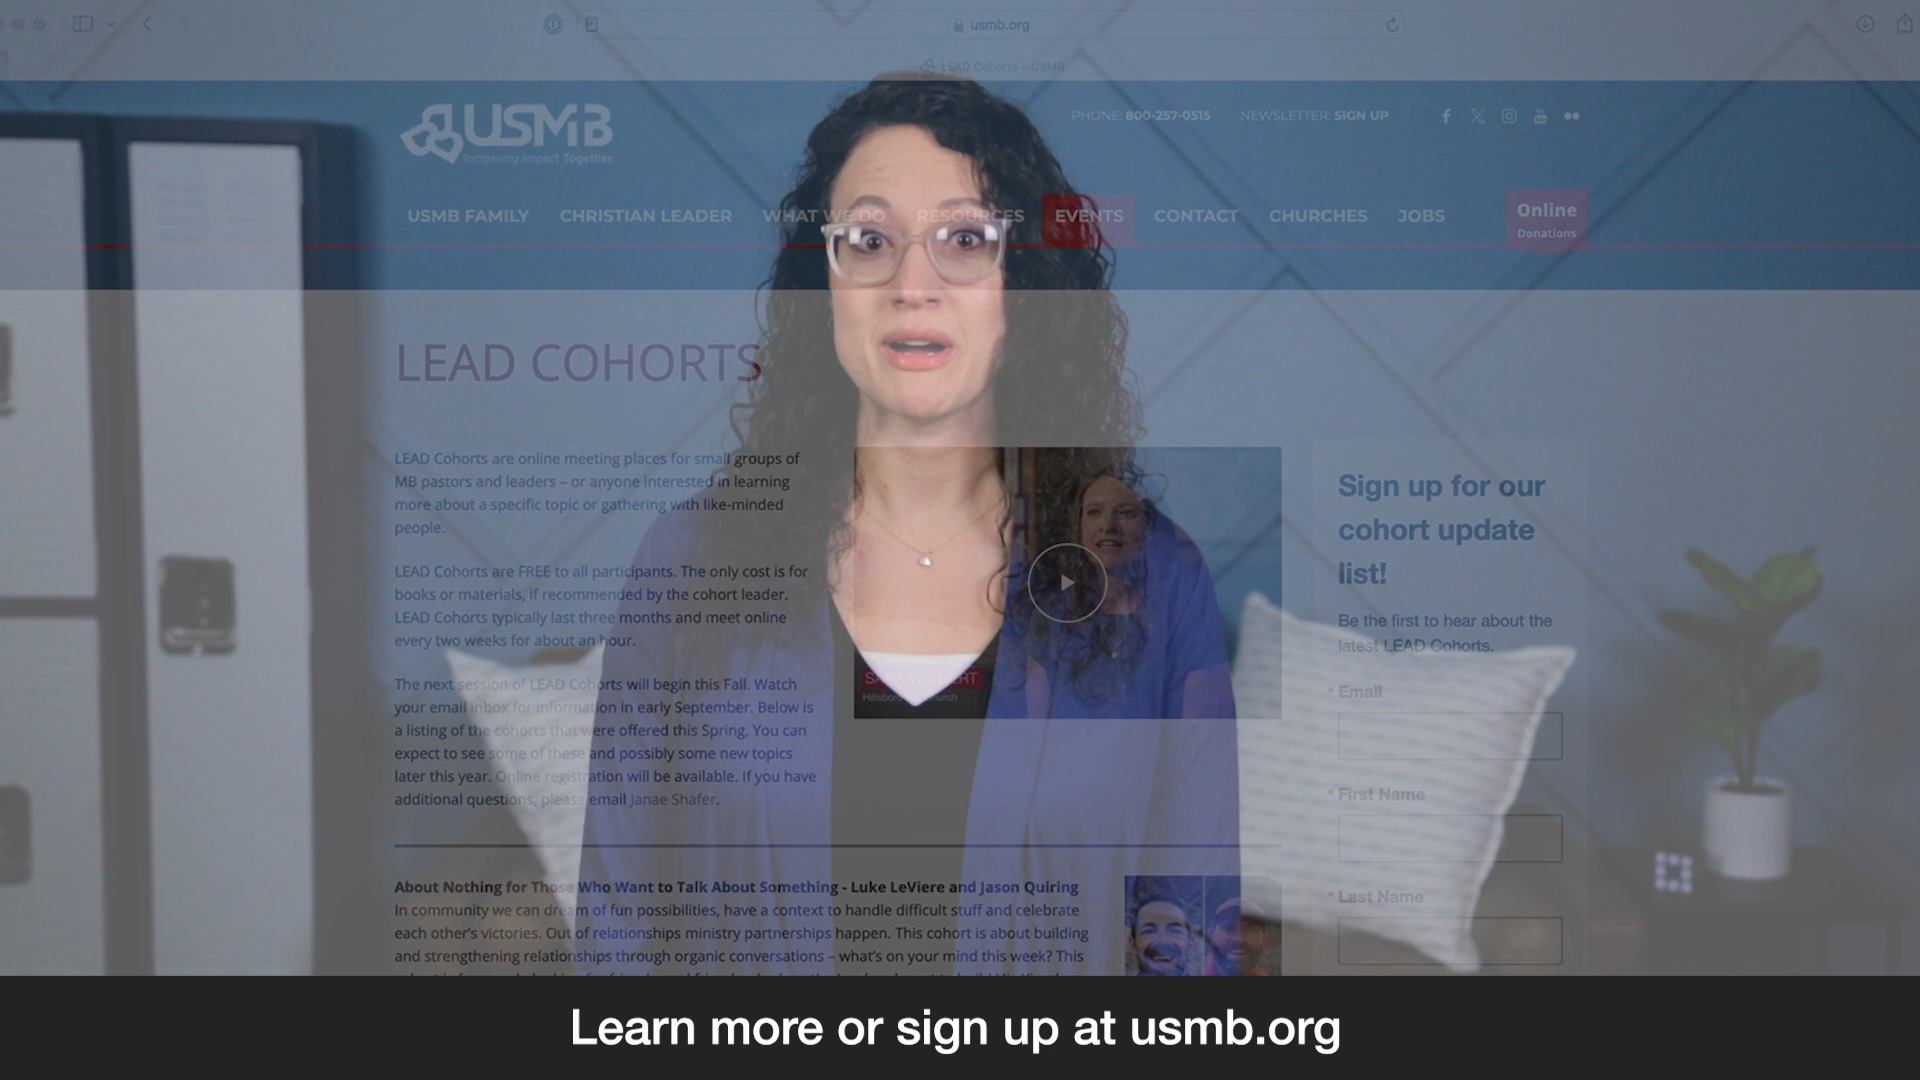 usmb.org
LEAD Cohorts – USMB
USMB
Increasing Impact Together
PHONE: 800-257-0515
NEWSLETTER: SIGN UP
USMB FAMILY
CHRISTIAN LEADER
WHAT WE DO
RESOURCES
EVENTS
CONTACT
CHURCHES
JOBS
Online
Donations
LEAD COHORTS
LEAD Cohorts are online meeting places for small groups of
MB pastors and leaders – or anyone interested in learning
more about a specific topic or gathering with like-minded
people.
LEAD Cohorts are FREE to all participants. The only cost is for
books or materials, if recommended by the cohort leader.
LEAD Cohorts typically last three months and meet online
every two weeks for about an hour.
The next session of LEAD Cohorts will begin this Fall. Watch
your email inbox for information in early September. Below is
a listing of the cohorts that were offered this Spring. You can
expect to see some of these and possibly some new topics
later this year. Online registration will be available. If you have
additional questions, please email Janae Shafer.
Sign up for our
cohort update
list!
Be the first to hear about the
latest LEAD Cohorts.
* Email
* First Name
* Last Name
About Nothing for Those Who Want to Talk About Something - Luke LeViere and Jason Quiring
In community we can dream of fun possibilities, have a context to handle difficult stuff and celebrate
each other's victories. Out of relationships ministry partnerships happen. This cohort is about building
and strengthening relationships through organic conversations – what's on your mind this week? This
Learn more or sign up at usmb.org